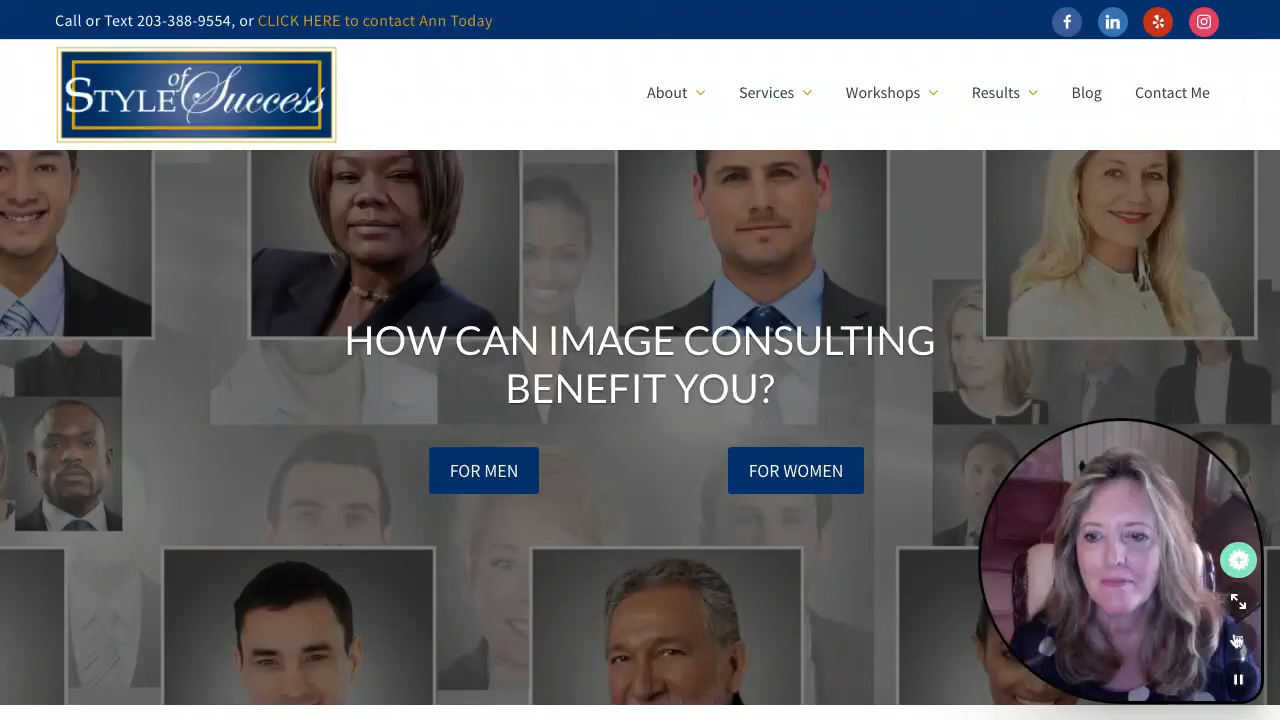 Call or Text 203-388-9554, or CLICK HERE to contact Ann Today
STYLE of Success
About Services Workshops Results Blog Contact Me
HOW CAN IMAGE CONSULTING
BENEFIT YOU?
FOR MEN FOR WOMEN